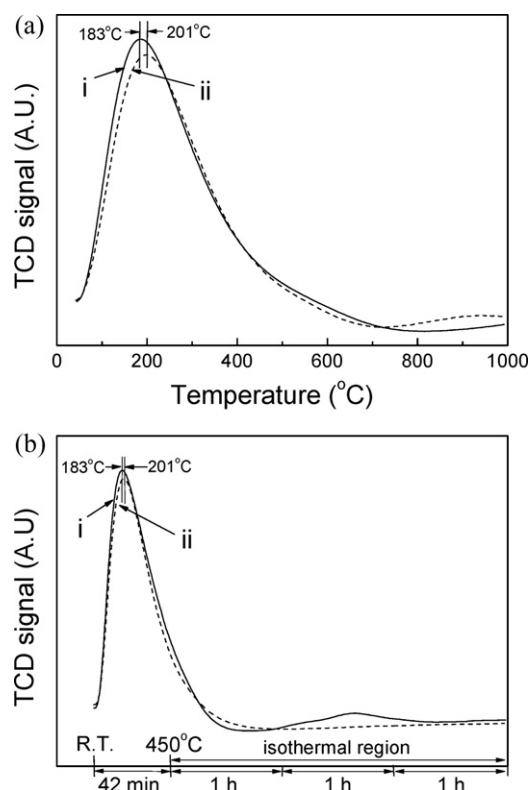 (a)
183°C 201°C
i ii
TCD signal (A.U.)
0 200 400 600 800 1000
Temperature (°C)
(b)
183°C 201°C
i ii
TCD signal (A.U)
R.T. 450°C isothermal region
42 min 1 h 1 h 1 h